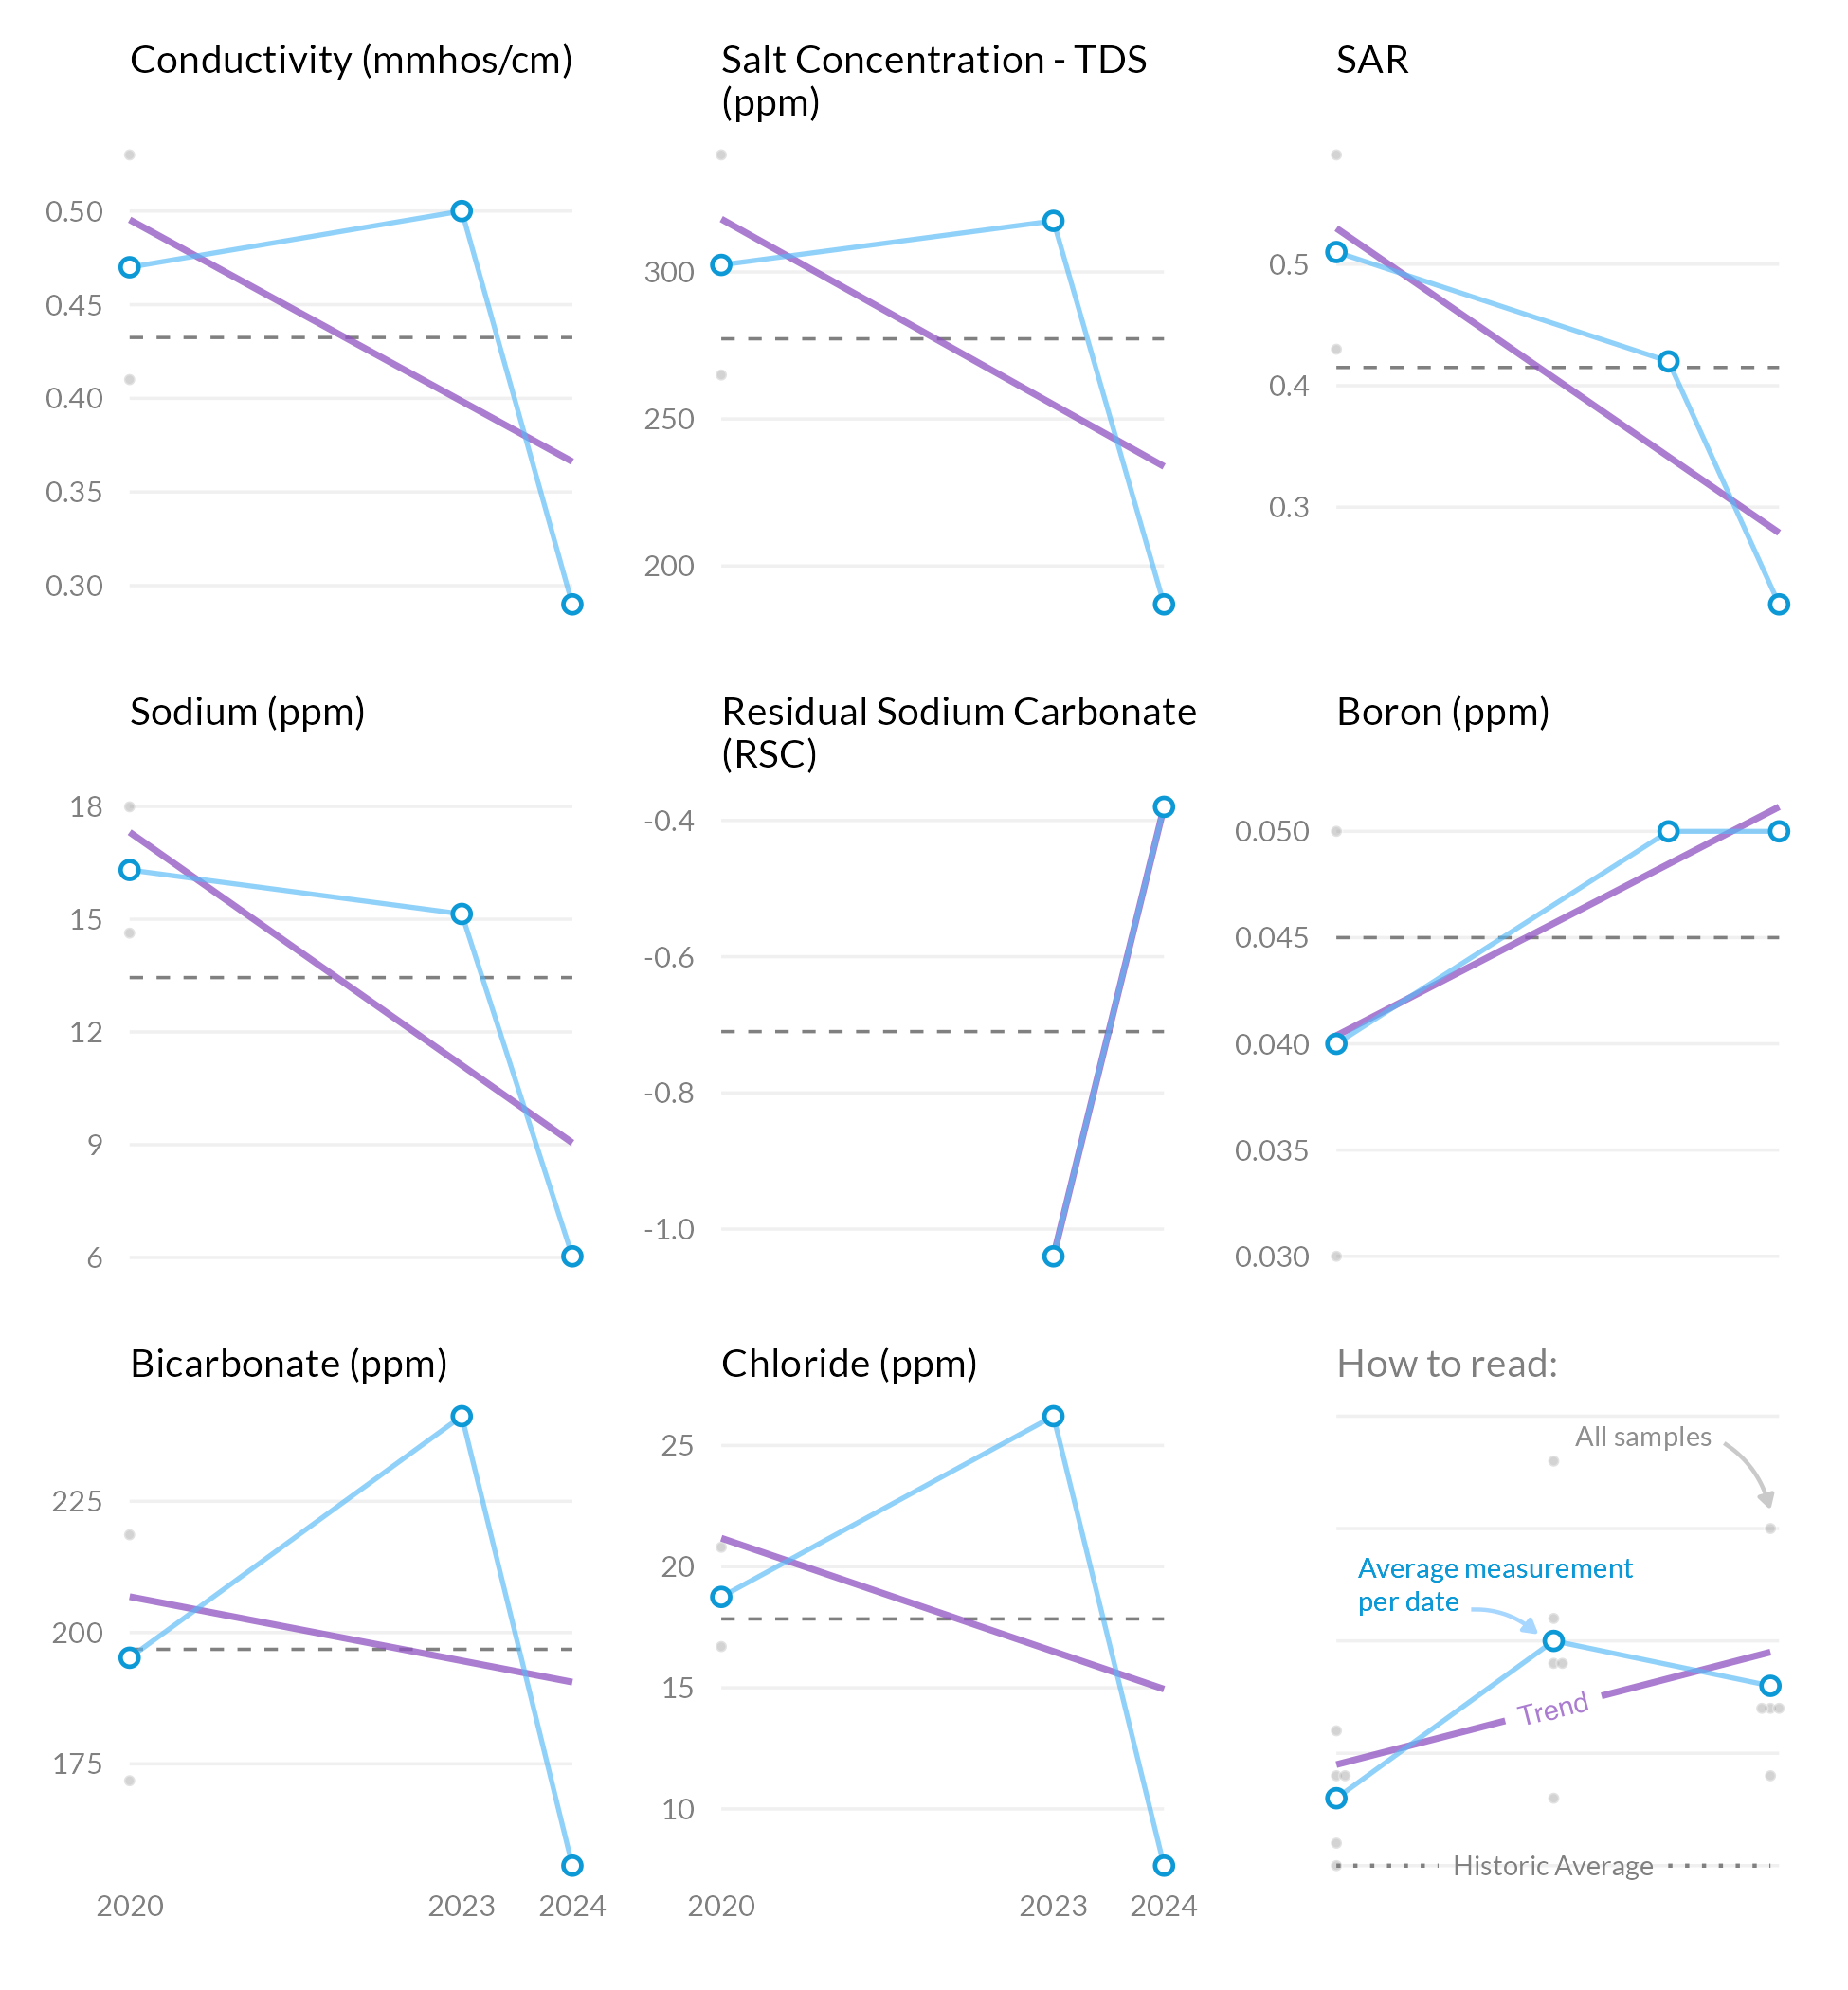 Conductivity (mmhos/cm)
0.50
0.45
0.40
0.35
0.30
Salt Concentration - TDS
(ppm)
300
250
200
SAR
0.5
0.4
0.3
Sodium (ppm)
18
15
12
9
6
Residual Sodium Carbonate
(RSC)
-0.4
-0.6
-0.8
-1.0
Boron (ppm)
0.050
0.045
0.040
0.035
0.030
Bicarbonate (ppm)
225
200
175
2020 2023 2024
Chloride (ppm)
25
20
15
10
2020 2023 2024
How to read:
All samples
Average measurement
per date
Trend
Historic Average